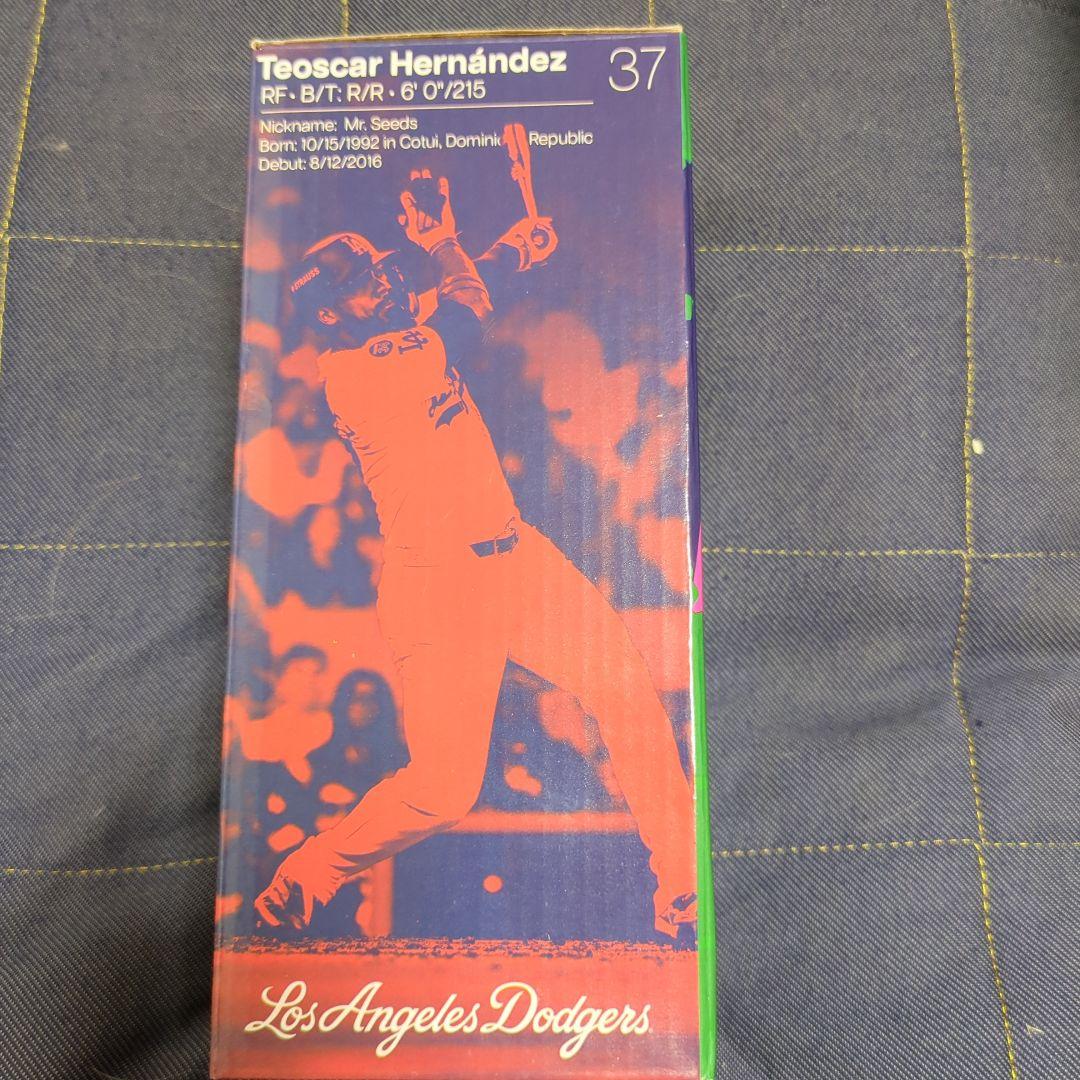 Teoscar Hernández 37
RF • B/T: R/R • 6' 0"/215
Nickname: Mr. Seeds
Born: 10/15/1992 in Cotui, Republic
Debut: 8/12/2016
STRAUSS
Los Angeles Dodgers